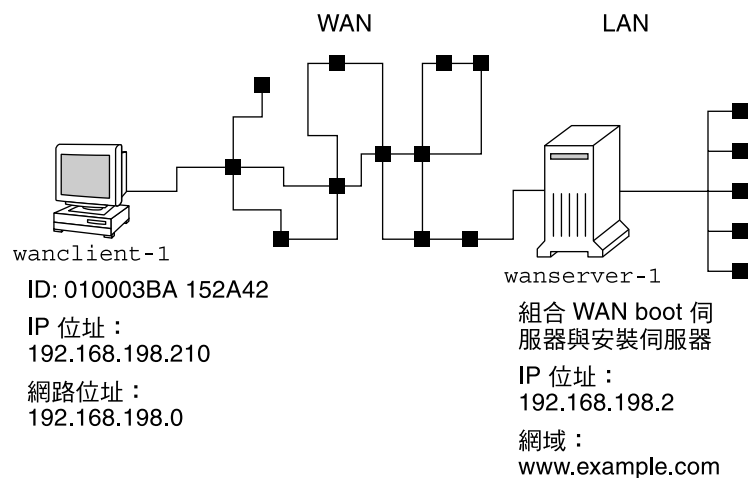 WAN
LAN
wanclient-1
ID: 010003BA 152A42
IP 位址：
192.168.198.210
網路位址：
192.168.198.0
wanserver-1
組合 WAN boot 伺
服器與安裝伺服器
IP 位址：
192.168.198.2
網域：
www.example.com